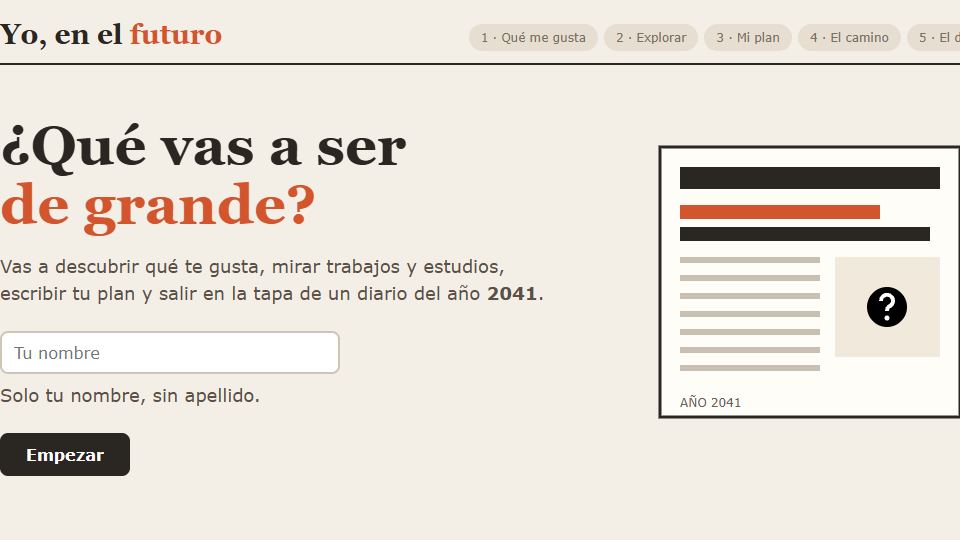 Yo, en el futuro
1 · Qué me gusta
2 · Explorar
3 · Mi plan
4 · El camino
5 · El
¿Qué vas a ser
de grande?
Vas a descubrir qué te gusta, mirar trabajos y estudios,
escribir tu plan y salir en la tapa de un diario del año 2041.
Tu nombre
Solo tu nombre, sin apellido.
Empezar
?
AÑO 2041